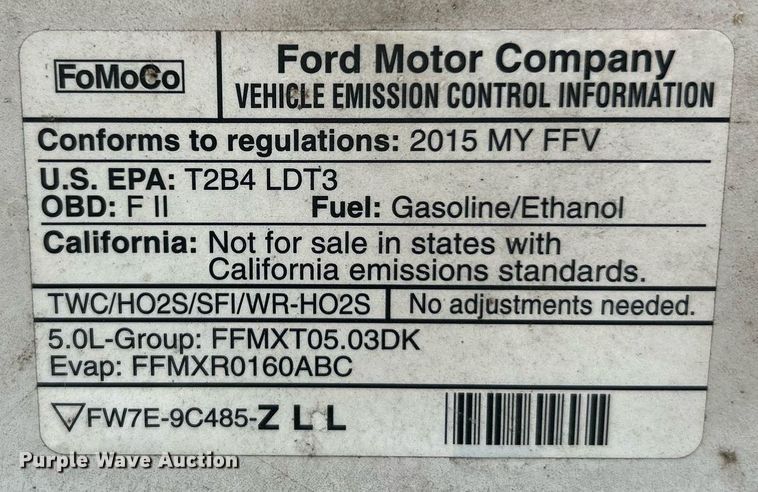 FoMoCo
Ford Motor Company
VEHICLE EMISSION CONTROL INFORMATION
Conforms to regulations: 2015 MY FFV
U.S. EPA: T2B4 LDT3
OBD: F II Fuel: Gasoline/Ethanol
California: Not for sale in states with
California emissions standards.
TWC/HO2S/SFI/WR-HO2S No adjustments needed.
5.0L-Group: FFMXT05.03DK
Evap: FFMXR0160ABC
FW7E-9C485-Z L L
Purple Wave Auction